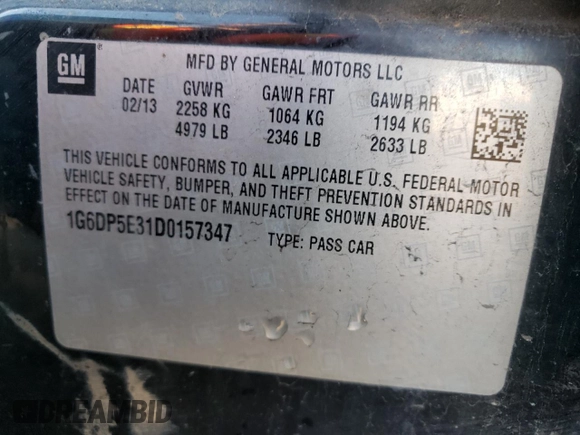 GM
MFD BY GENERAL MOTORS LLC
DATE GVWR GAWR FRT GAWR RR
02/13 2258 KG 1064 KG 1194 KG
4979 LB 2346 LB 2633 LB
THIS VEHICLE CONFORMS TO ALL APPLICABLE U.S. FEDERAL MOTOR
VEHICLE SAFETY, BUMPER, AND THEFT PREVENTION STANDARDS IN
EFFECT ON THE DATE OF MANUFACTURE SHOWN ABOVE.
1G6DP5E31D0157347 TYPE: PASS CAR
DREAMBID